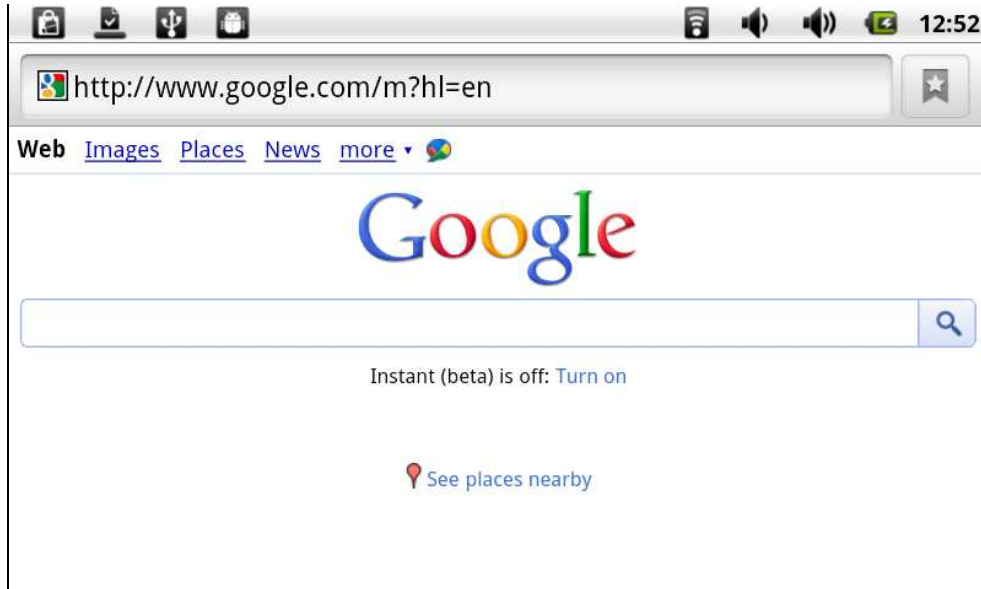 12:52
http://www.google.com/m?hl=en
Web Images Places News more
Google
Instant (beta) is off: Turn on
See places nearby